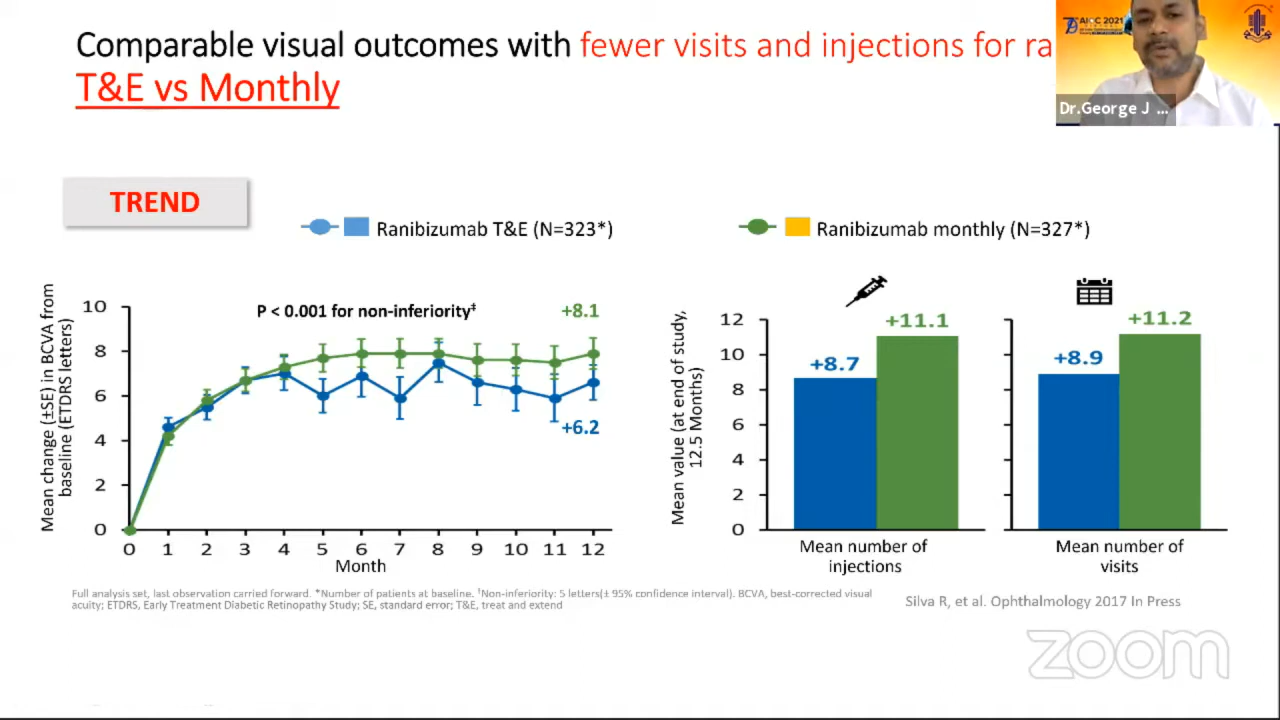 Comparable visual outcomes with fewer visits and injections for ra
T&E vs Monthly
AIOC 2021
Dr.George J ...
TREND
Ranibizumab T&E (N=323*)
Ranibizumab monthly (N=327*)
Mean change (±SE) in BCVA from
baseline (ETDRS letters)
P < 0.001 for non-inferiority‡
+8.1
+6.2
10
8
6
4
2
0
0 1 2 3 4 5 6 7 8 9 10 11 12
Month
Mean value (at end of study,
12.5 Months)
12
10
8
6
4
2
0
+8.7
+11.1
Mean number of
injections
+8.9
+11.2
Mean number of
visits
Full analysis set, last observation carried forward. *Number of patients at baseline. †Non-inferiority: 5 letters(± 95% confidence interval). BCVA, best-corrected visual
acuity; ETDRS, Early Treatment Diabetic Retinopathy Study; SE, standard error; T&E, treat and extend
Silva R, et al. Ophthalmology 2017 In Press
zoom